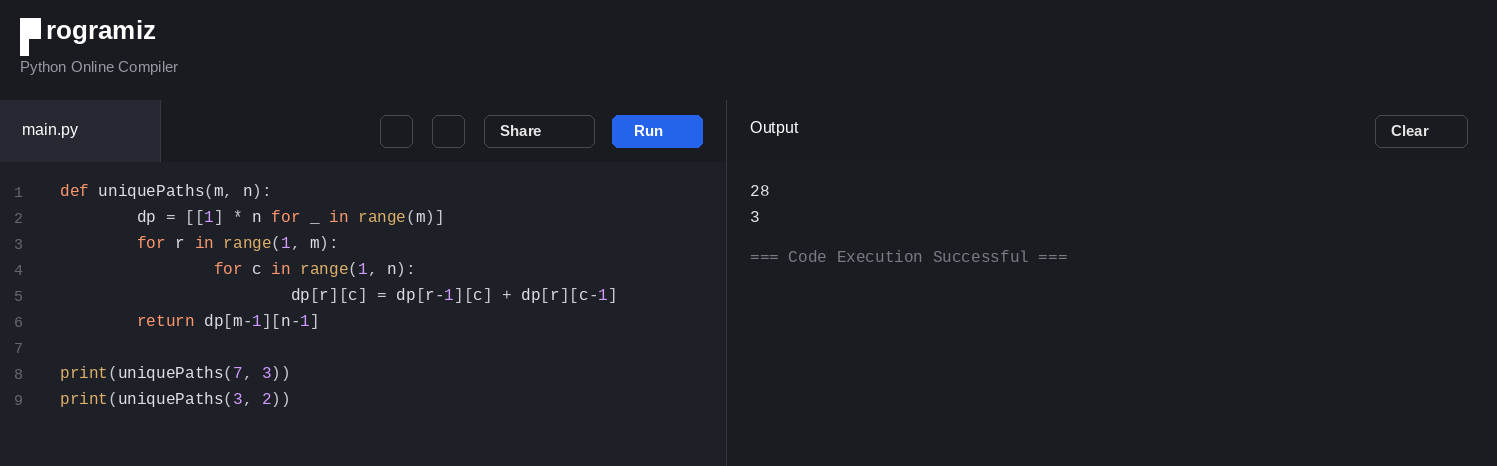 Programiz
Python Online Compiler
main.py
Share
Run
Output
Clear
1 def uniquePaths(m, n):
2         dp = [[1] * n for _ in range(m)]
3         for r in range(1, m):
4                 for c in range(1, n):
5                         dp[r][c] = dp[r-1][c] + dp[r][c-1]
6         return dp[m-1][n-1]
7
8 print(uniquePaths(7, 3))
9 print(uniquePaths(3, 2))
28
3
=== Code Execution Successful ===